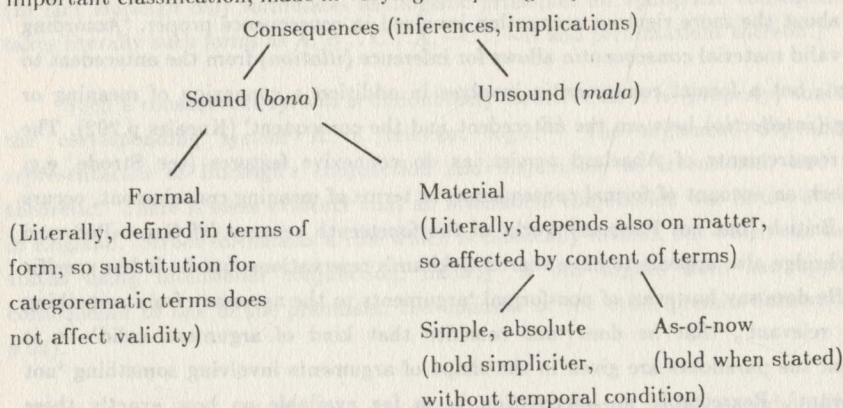 Consequences (inferences, implications)
Sound (bona)
Unsound (mala)
Formal
(Literally, defined in terms of
form, so substitution for
categorematic terms does
not affect validity)
Material
(Literally, depends also on matter,
so affected by content of terms)
Simple, absolute
(hold simpliciter,
without temporal condition)
As-of-now
(hold when stated)